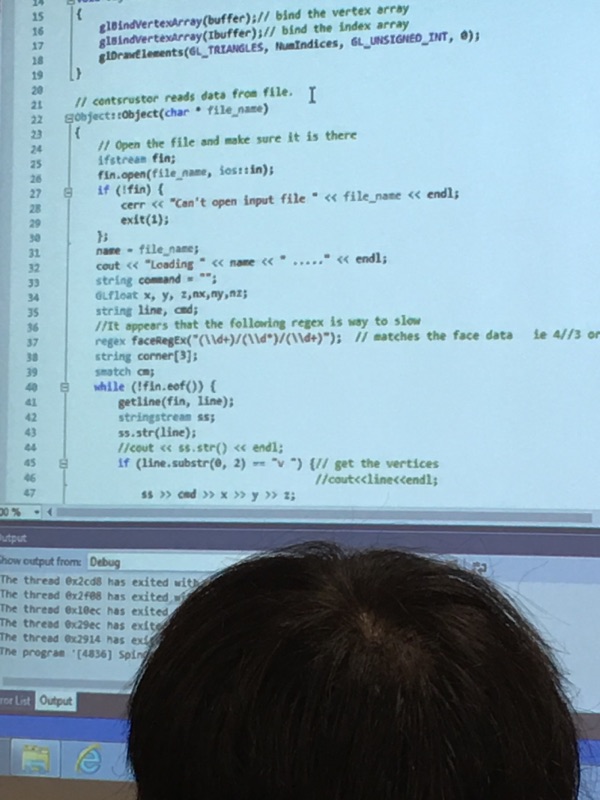 14
15 {
16 glBindVertexArray(buffer);// bind the vertex array
17 glBindVertexArray(Ibuffer);// bind the index array
18 glDrawElements(GL_TRIANGLES, NumIndices, GL_UNSIGNED_INT, 0);
19 }
20
21 // contsrustor reads data from file.
22 Object::Object(char * file_name)
23 {
24 // Open the file and make sure it is there
25 ifstream fin;
26 fin.open(file_name, ios::in);
27 if (!fin) {
28 cerr << "Can't open input file " << file_name << endl;
29 exit(1);
30 };
31 name = file_name;
32 cout << "Loading " << name << " ....." << endl;
33 string command = "";
34 GLfloat x, y, z,nx,ny,nz;
35 string line, cmd;
36 //It appears that the following regex is way to slow
37 regex faceRegEx("(\\d+)/(\\d*)/(\\d+)"); // matches the face data ie 4//3 or
38 string corner[3];
39 smatch cm;
40 while (!fin.eof()) {
41 getline(fin, line);
42 stringstream ss;
43 ss.str(line);
44 //cout << ss.str() << endl;
45 if (line.substr(0, 2) == "v ") {// get the vertices
46 //cout<<line<<endl;
47 ss >> cmd >> x >> y >> z;
00 %
Output
Show output from: Debug
The thread 0x2cd8 has exited with
The thread 0x2f08 has exited
The thread 0x10ec has exited
The thread 0x29ec has
The thread 0x2914 has
The program '[4836]
ror List Output